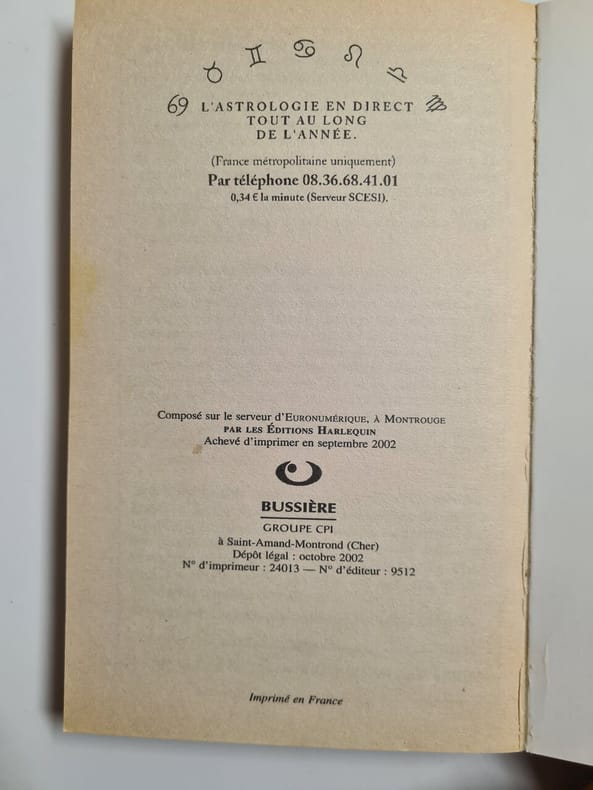 L'ASTROLOGIE EN DIRECT
TOUT AU LONG
DE L'ANNÉE.
(France métropolitaine uniquement)
Par téléphone 08.36.68.41.01
0,34 € la minute (Serveur SCESI).
Composé sur le serveur d'EURONUMÉRIQUE, À MONTROUGE
PAR LES ÉDITIONS HARLEQUIN
Achevé d'imprimer en septembre 2002
BUSSIÈRE
GROUPE CPI
à Saint-Amand-Montrond (Cher)
Dépôt légal : octobre 2002
N° d'imprimeur : 24013 — N° d'éditeur : 9512
Imprimé en France